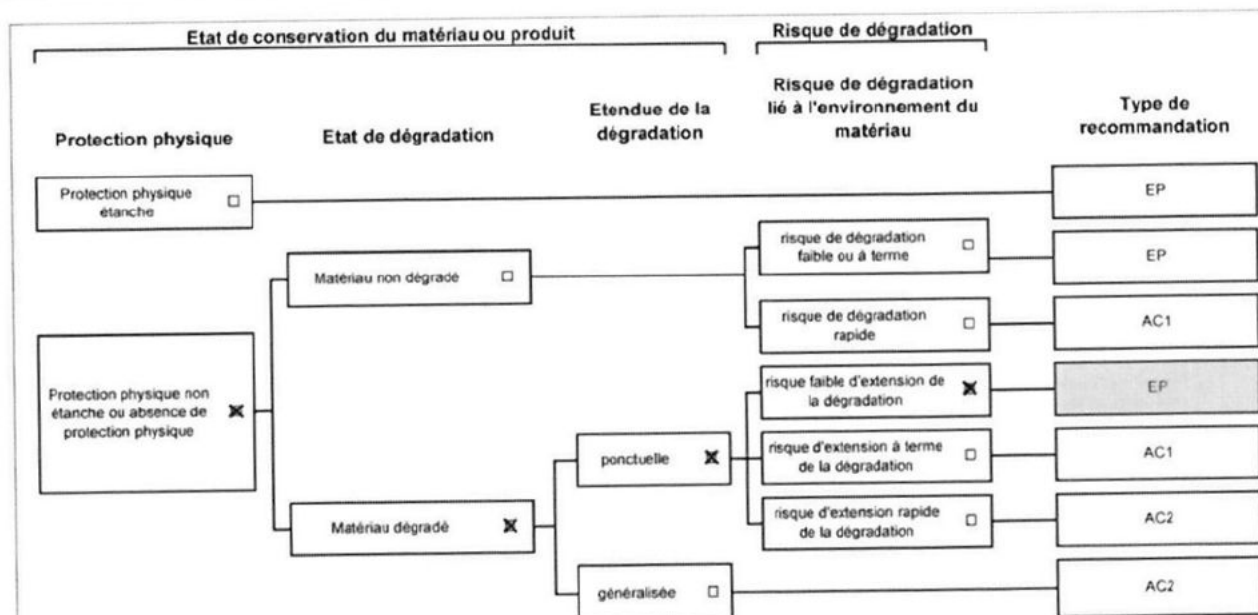 Etat de conservation du matériau ou produit
Risque de dégradation
Protection physique
Etat de dégradation
Etendue de la
dégradation
Risque de dégradation
lié à l'environnement du
matériau
Type de
recommandation
Protection physique
étanche
EP
Matériau non dégradé
risque de dégradation
faible ou à terme
EP
risque de dégradation
rapide
AC1
Protection physique non
étanche ou absence de
protection physique
risque faible d'extension de
la dégradation
EP
ponctuelle
risque d'extension à terme
de la dégradation
AC1
Matériau dégradé
risque d'extension rapide
de la dégradation
AC2
généralisée
AC2